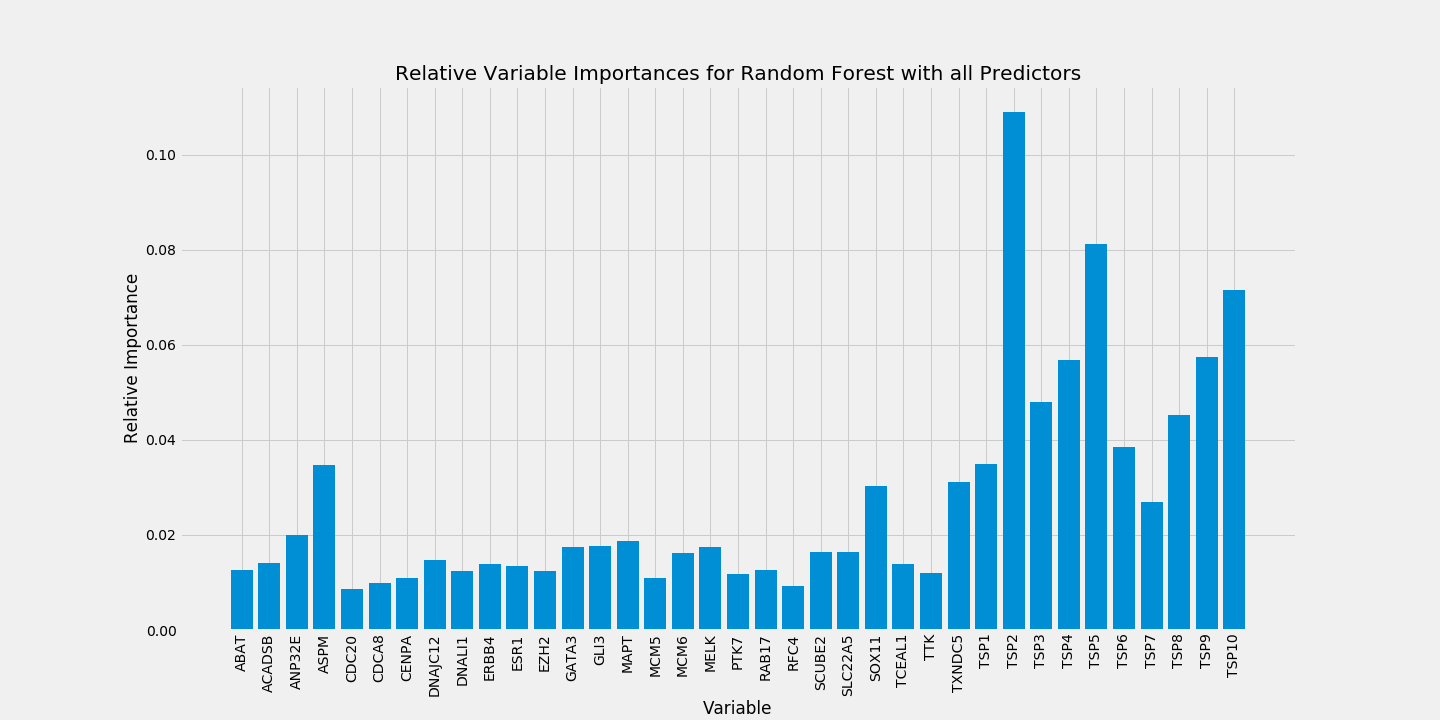 Relative Variable Importances for Random Forest with all Predictors
Relative Importance
0.10
0.08
0.06
0.04
0.02
0.00
ABAT
ACADSB
ANP32E
ASPM
CDC20
CDCA8
CENPA
DNAJC12
DNALI1
ERBB4
ESR1
EZH2
GATA3
GLI3
MAPT
MCM5
MCM6
MELK
PTK7
RAB17
RFC4
SCUBE2
SLC22A5
SOX11
TCEAL1
TTK
TXNDC5
TSP1
TSP2
TSP3
TSP4
TSP5
TSP6
TSP7
TSP8
TSP9
TSP10
Variable